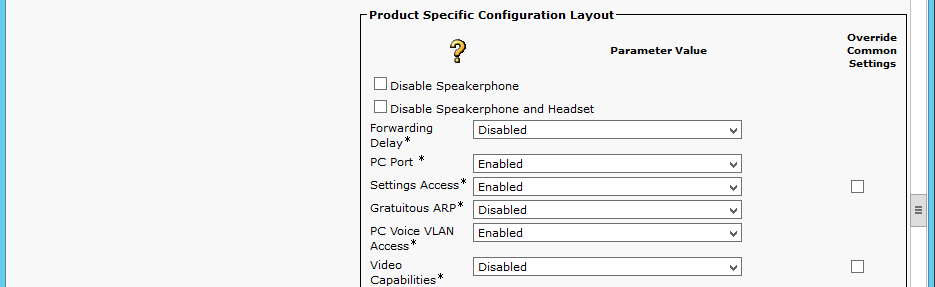 Product Specific Configuration Layout
?
Parameter Value
Override
Common
Settings
Disable Speakerphone
Disable Speakerphone and Headset
Forwarding
Delay*
Disabled
PC Port *
Enabled
Settings Access*
Enabled
Gratuitous ARP*
Disabled
PC Voice VLAN
Access*
Enabled
Video
Capabilities*
Disabled